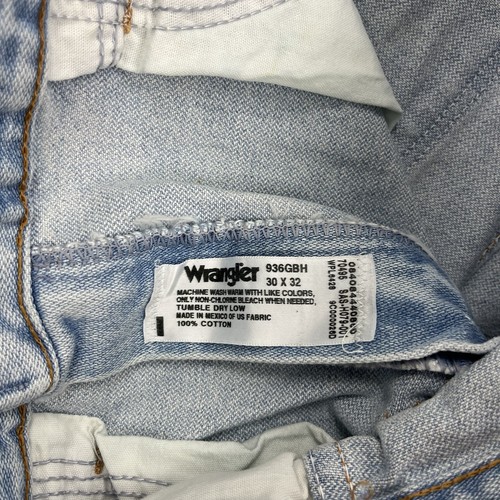 Wrangler 936GBH
30 X 32
MACHINE WASH WARM WITH LIKE COLORS,
ONLY NON-CHLORINE BLEACH WHEN NEEDED,
TUMBLE DRY LOW
MADE IN MEXICO OF US FABRIC
100% COTTON
WPL6428